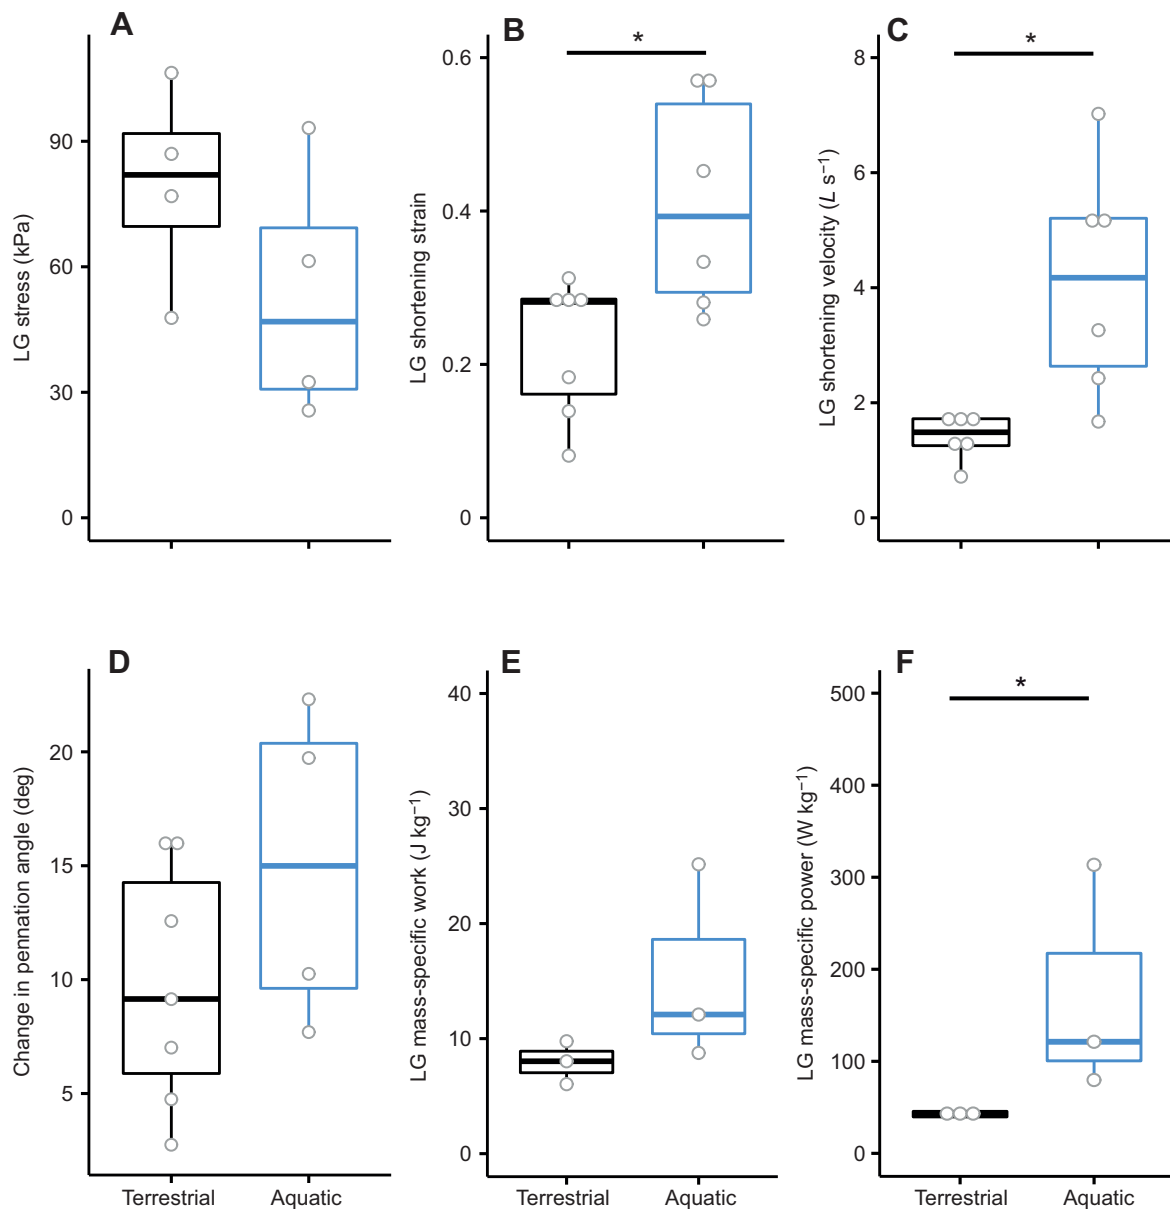 A
LG stress (kPa)
90
60
30
0
B
*
LG shortening strain
0.6
0.4
0.2
0
C
*
LG shortening velocity (L s⁻¹)
8
6
4
2
0
D
Change in pennation angle (deg)
20
15
10
5
Terrestrial Aquatic
E
LG mass-specific work (J kg⁻¹)
40
30
20
10
0
Terrestrial Aquatic
F
*
LG mass-specific power (W kg⁻¹)
500
400
300
200
100
0
Terrestrial Aquatic